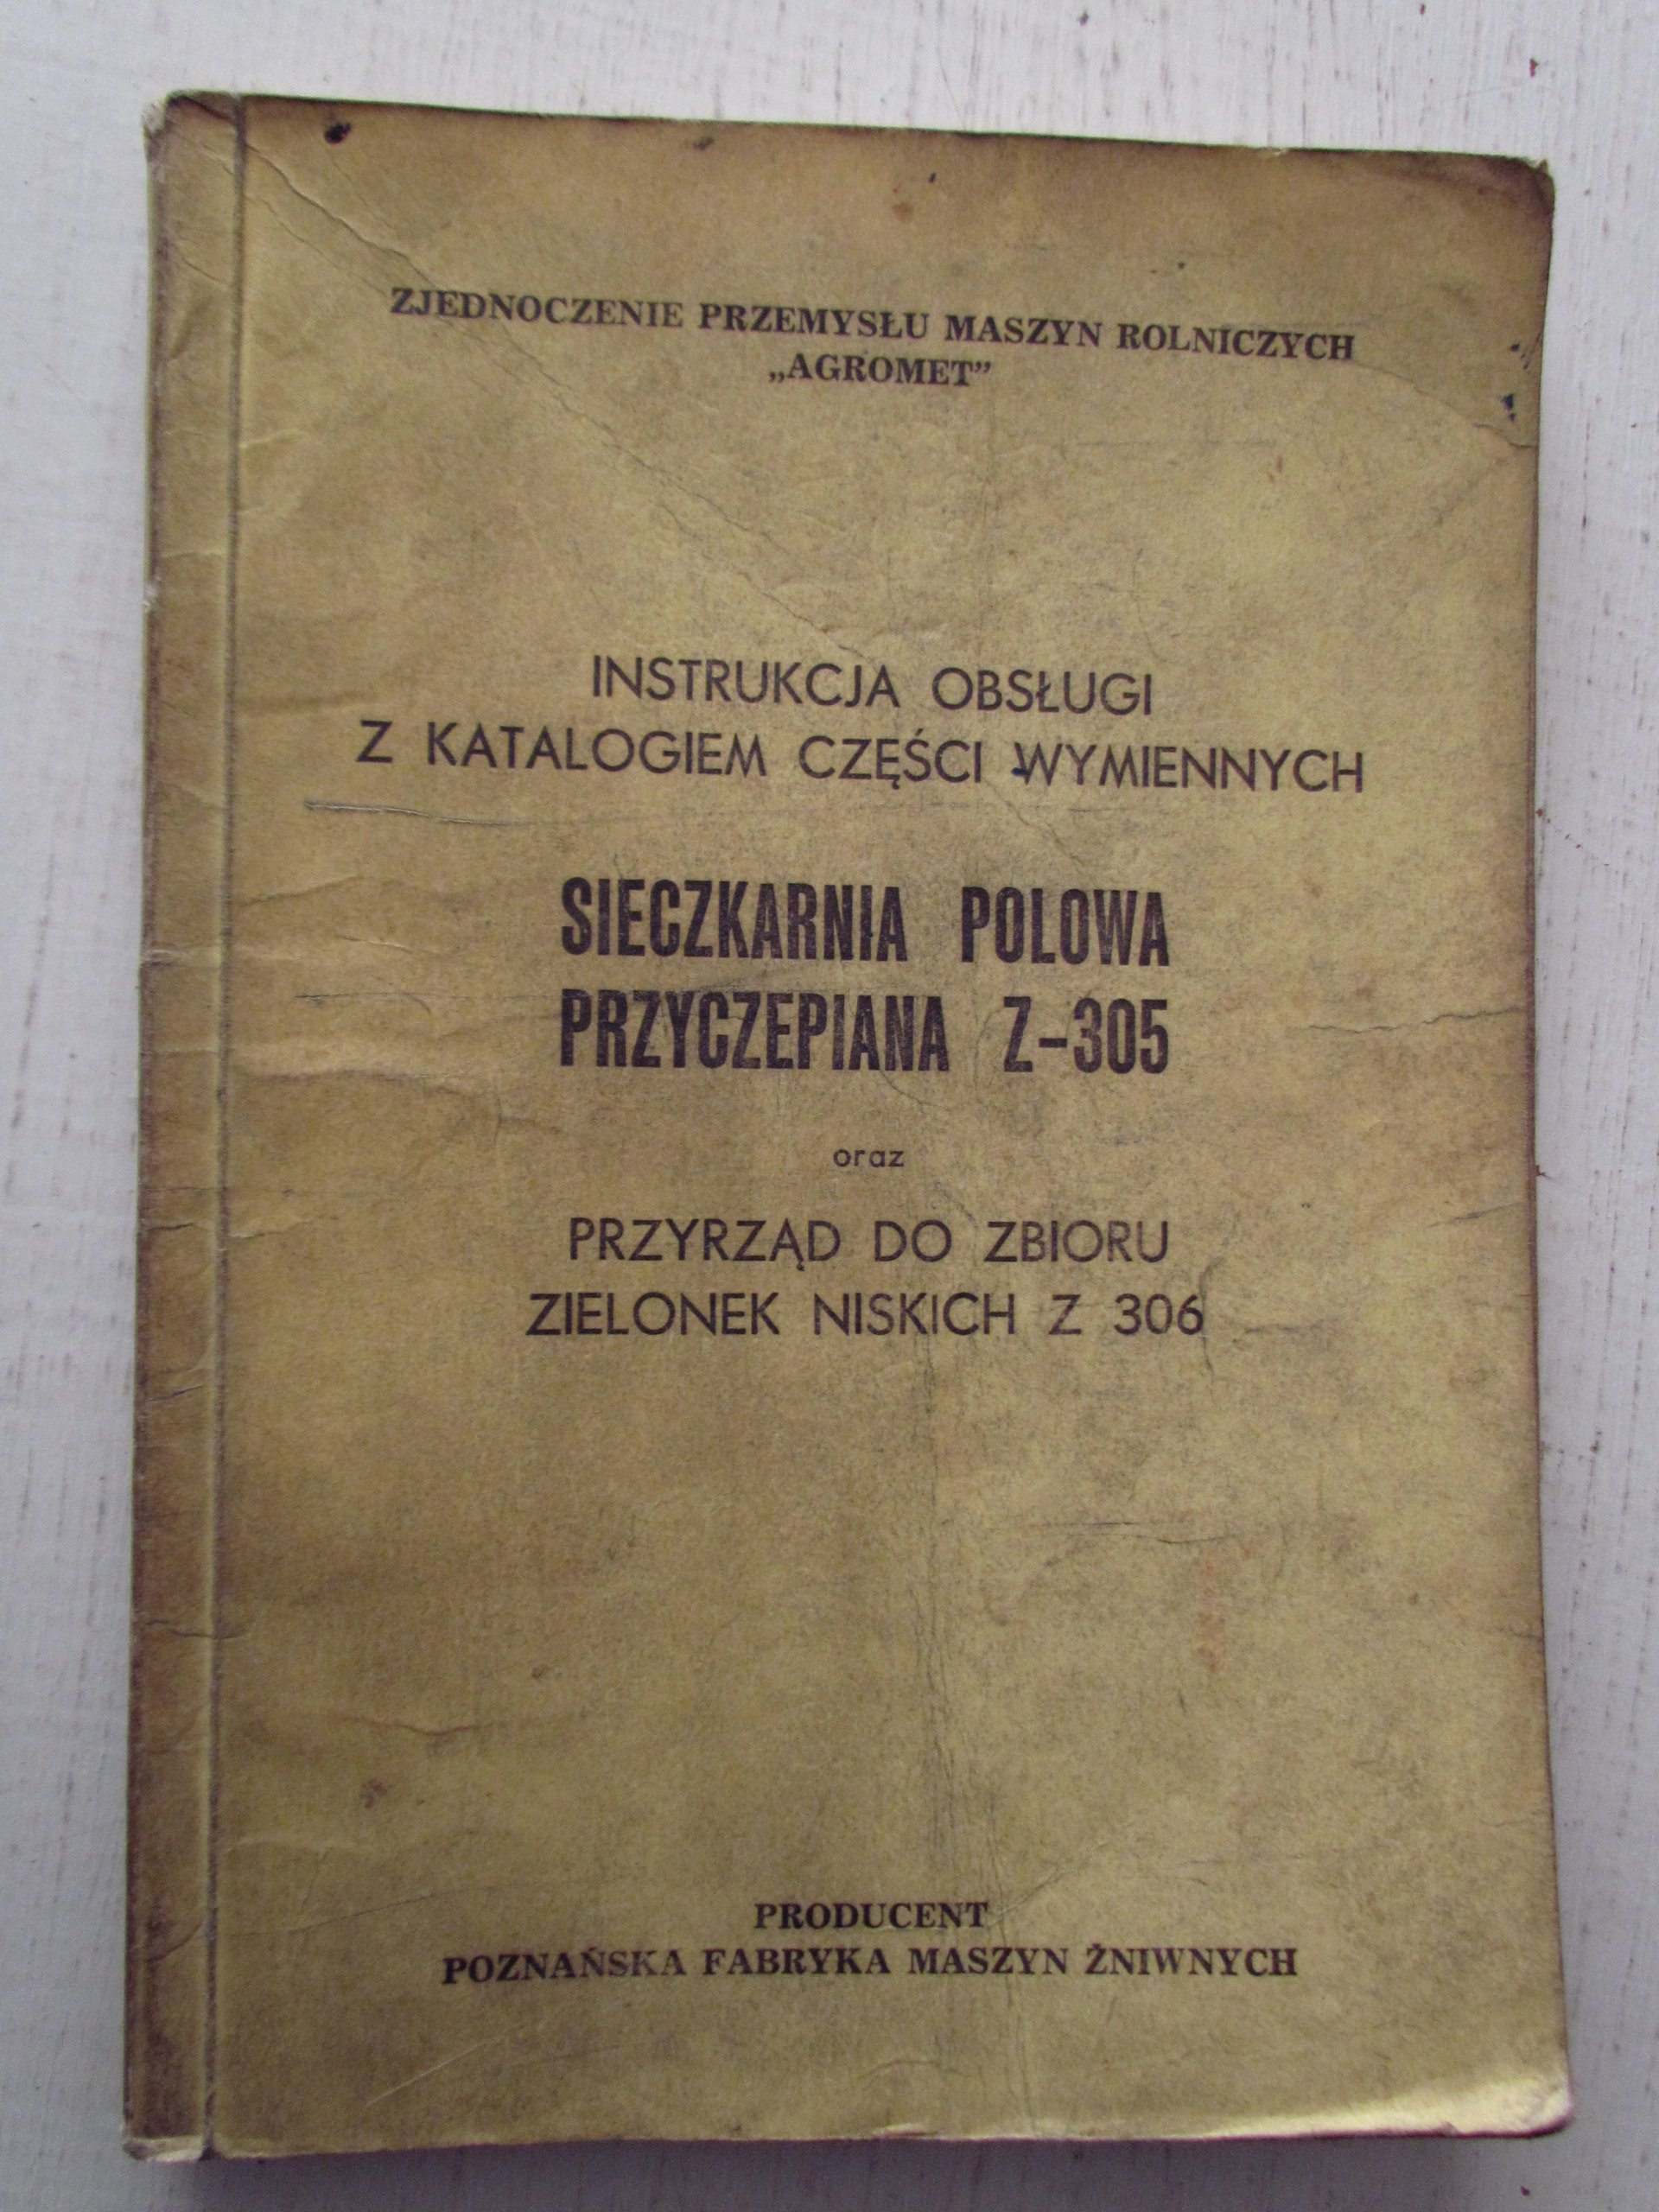 ZJEDNOCZENIE PRZEMYSŁU MASZYN ROLNICZYCH
„AGROMET”
INSTRUKCJA OBSŁUGI
Z KATALOGIEM CZĘŚCI WYMIENNYCH
SIECZKARNIA POLOWA
PRZYCZEPIANA Z-305
oraz
PRZYRZĄD DO ZBIORU
ZIELONEK NISKICH Z 306
PRODUCENT
POZNAŃSKA FABRYKA MASZYN ŻNIWNYCH